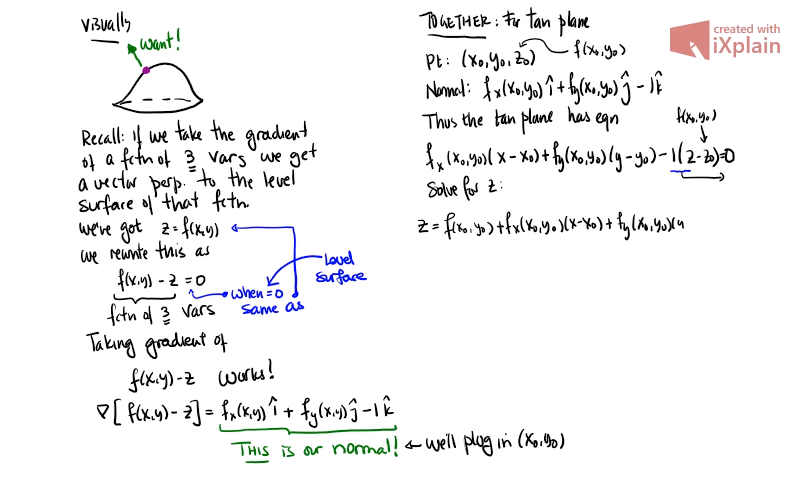 Visually
want!
Recall: if we take the gradient
of a fctn of 3 vars we get
a vector perp. to the level
surface of that fctn.
we've got z=f(x,y)
we rewrite this as
f(x,y) - z = 0
when = 0
same as
Level
surface
fctn of 3 vars
Taking gradient of
f(x,y)-z works!
∇[f(x,y)-z] = fx(x,y) î + fy(x,y) ĵ - 1 k̂
THIS is our normal! ← we'll plug in (x₀,y₀)
TOGETHER: For tan plane
Pt: (x₀,y₀,z₀) f(x₀,y₀)
Normal: fx(x₀,y₀) î + fy(x₀,y₀) ĵ - 1 k̂
Thus the tan plane has eqn
f(x₀,y₀)
fx(x₀,y₀)(x-x₀) + fy(x₀,y₀)(y-y₀) - 1(z-z₀) = 0
Solve for z:
z = f(x₀,y₀) + fx(x₀,y₀)(x-x₀) + fy(x₀,y₀)(y
created with
iXplain